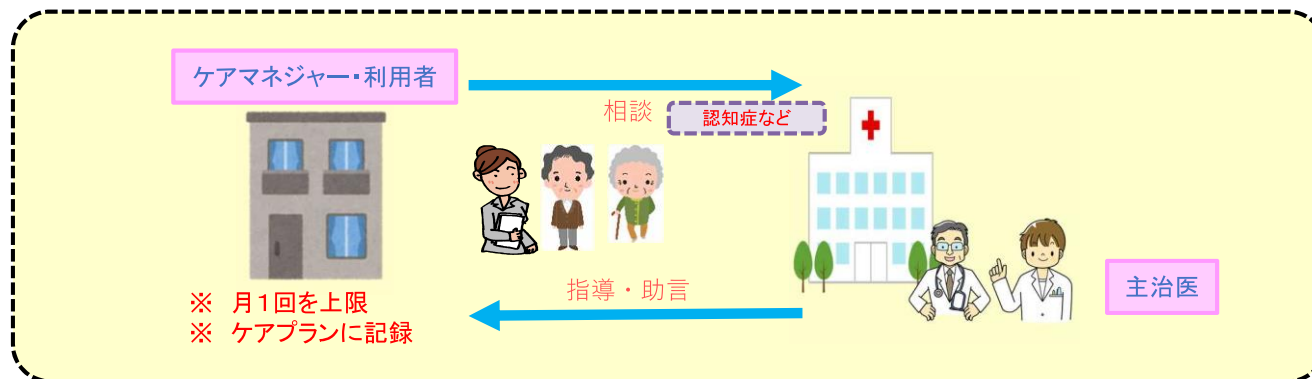 ケアマネジャー・利用者
相談
認知症など
指導・助言
主治医
※ 月１回を上限
※ ケアプランに記録